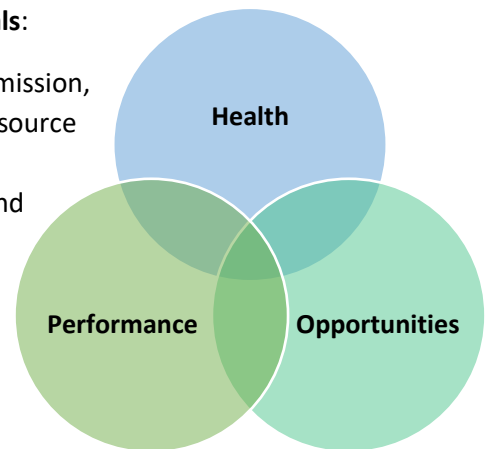 ls:
mission,
source
nd
Health
Performance
Opportunities